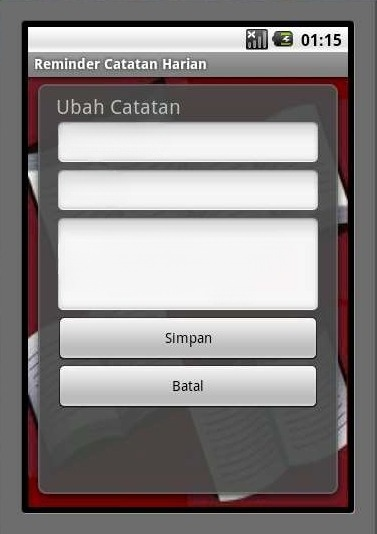 01:15
Reminder Catatan Harian
Ubah Catatan
Simpan
Batal